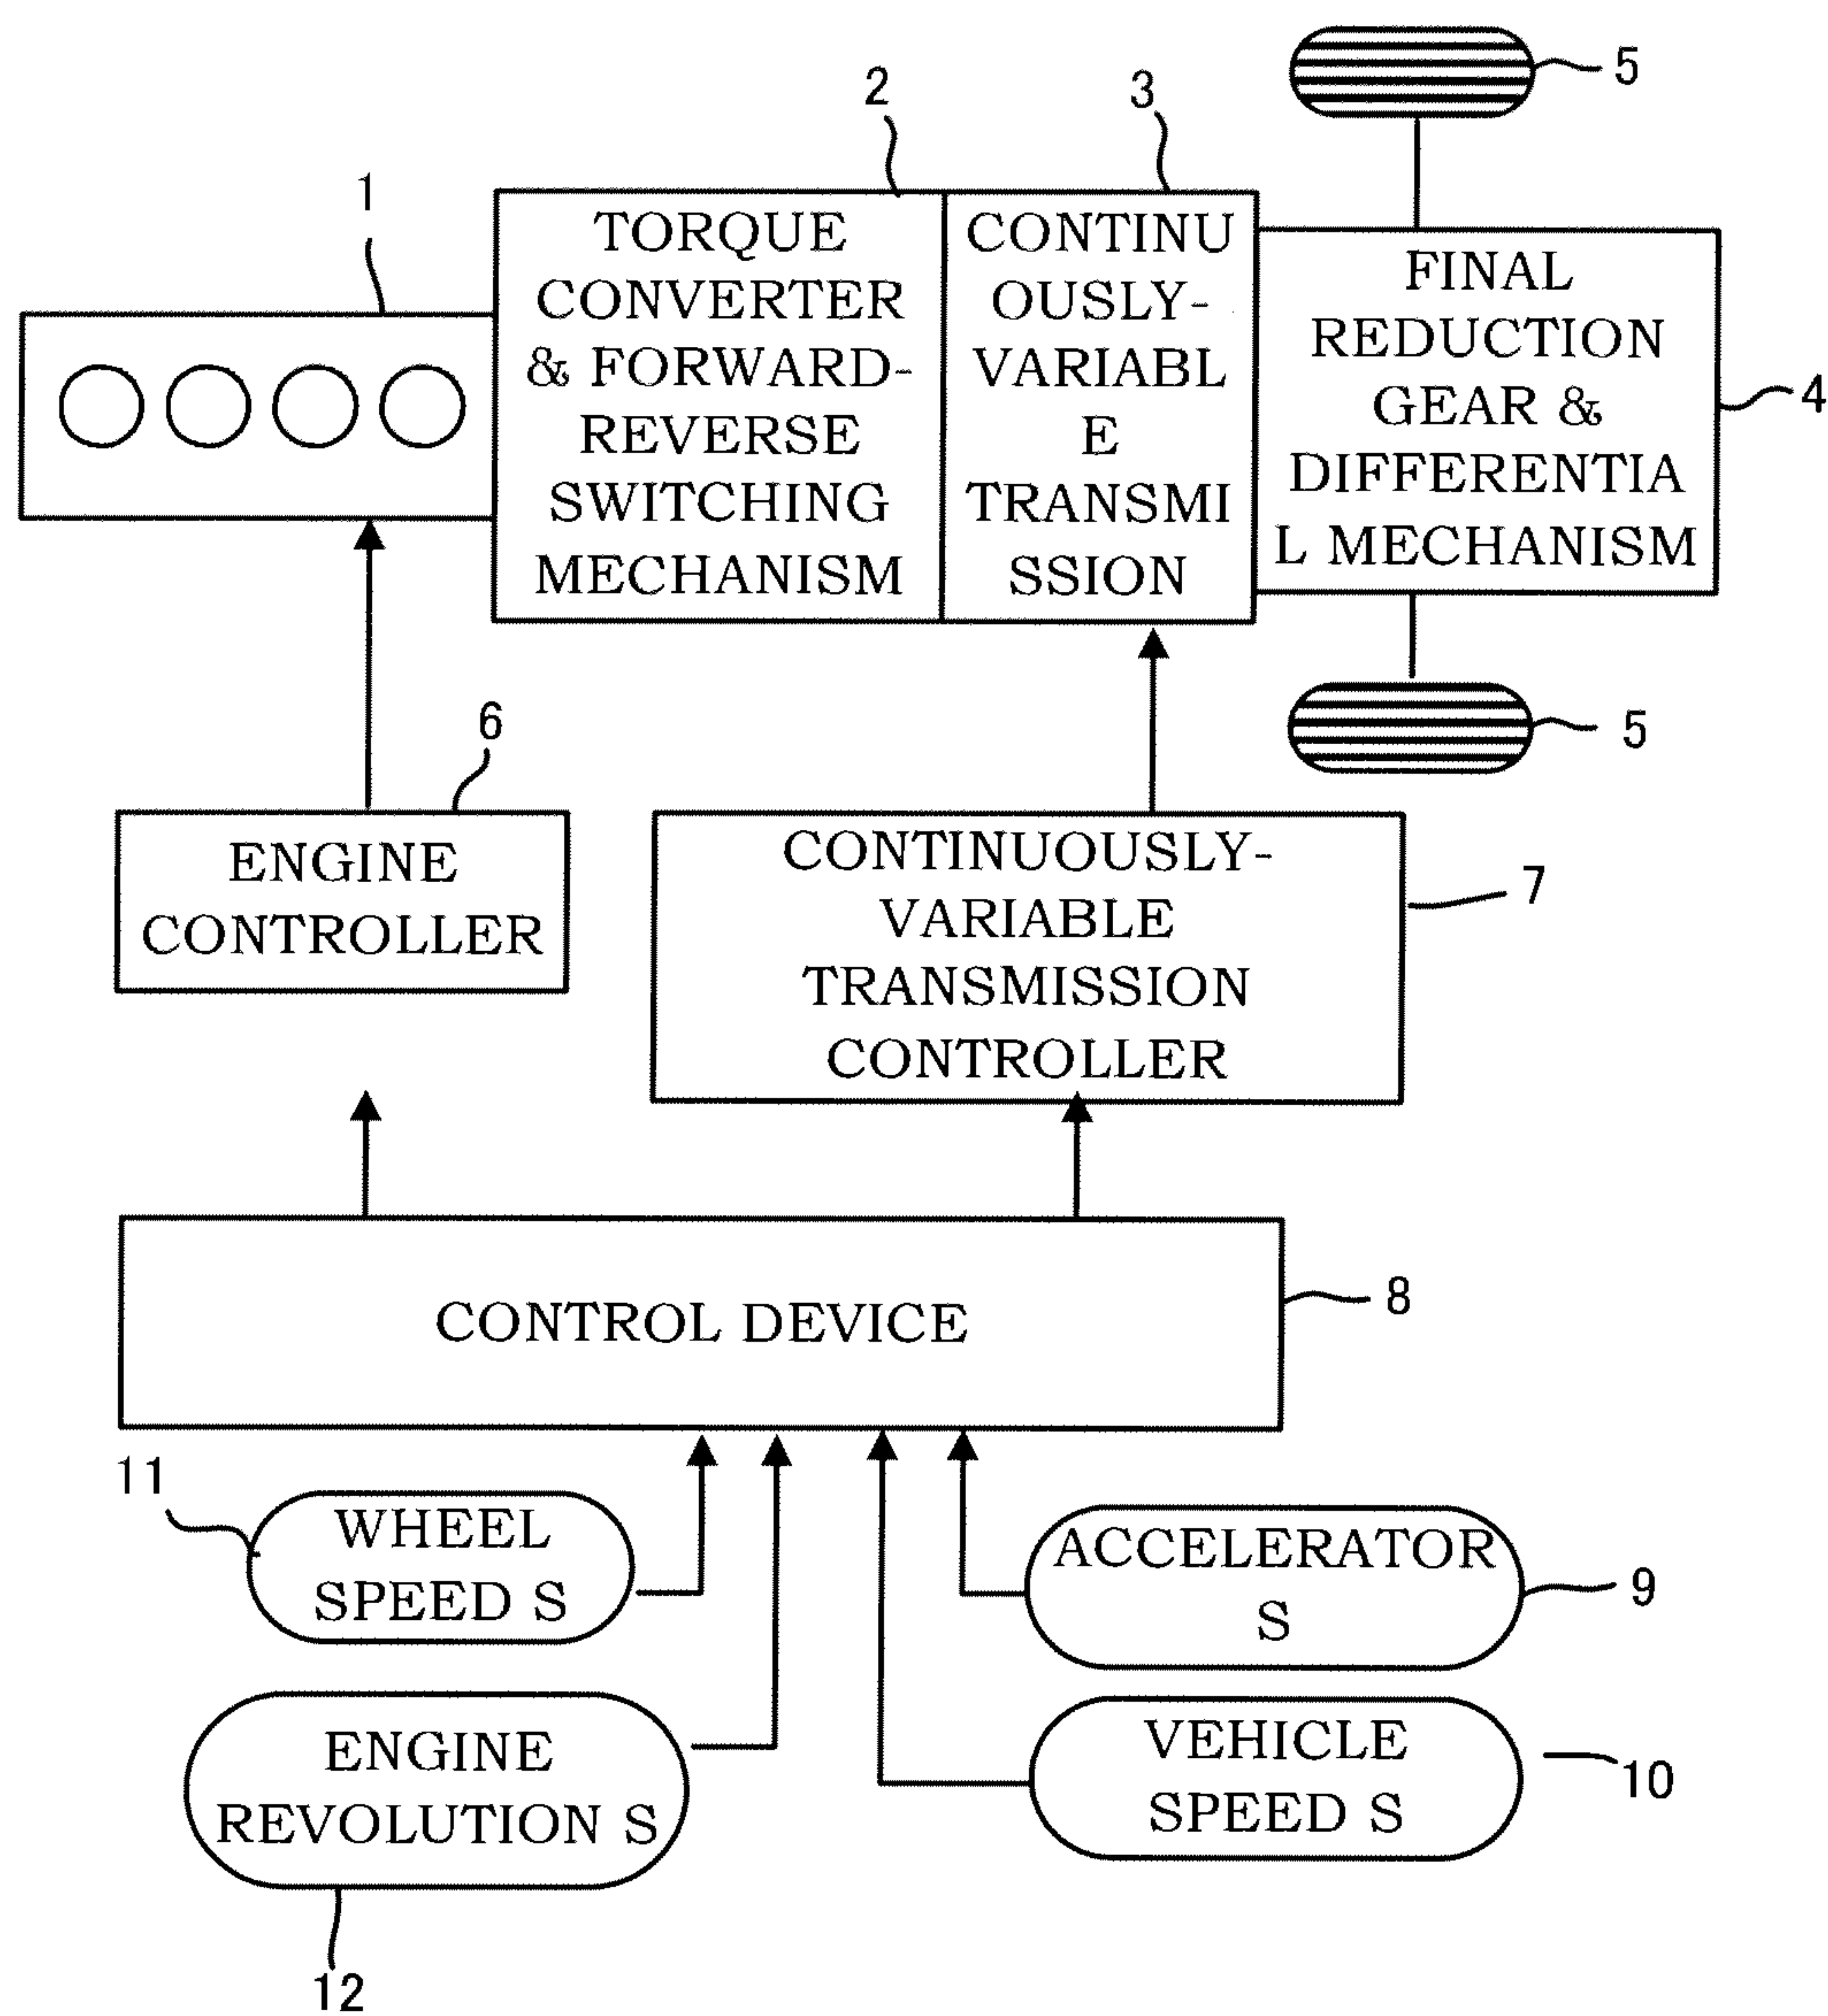 5
2
3
1
TORQUE
CONVERTER
& FORWARD-
REVERSE
SWITCHING
MECHANISM
CONTINU
OUSLY-
VARIABL
E
TRANSMI
SSION
FINAL
REDUCTION
GEAR &
DIFFERENTIA
L MECHANISM
4
5
6
ENGINE
CONTROLLER
CONTINUOUSLY-
VARIABLE
TRANSMISSION
CONTROLLER
7
CONTROL DEVICE
8
11
WHEEL
SPEED S
ACCELERATOR
S
9
ENGINE
REVOLUTION S
VEHICLE
SPEED S
10
12